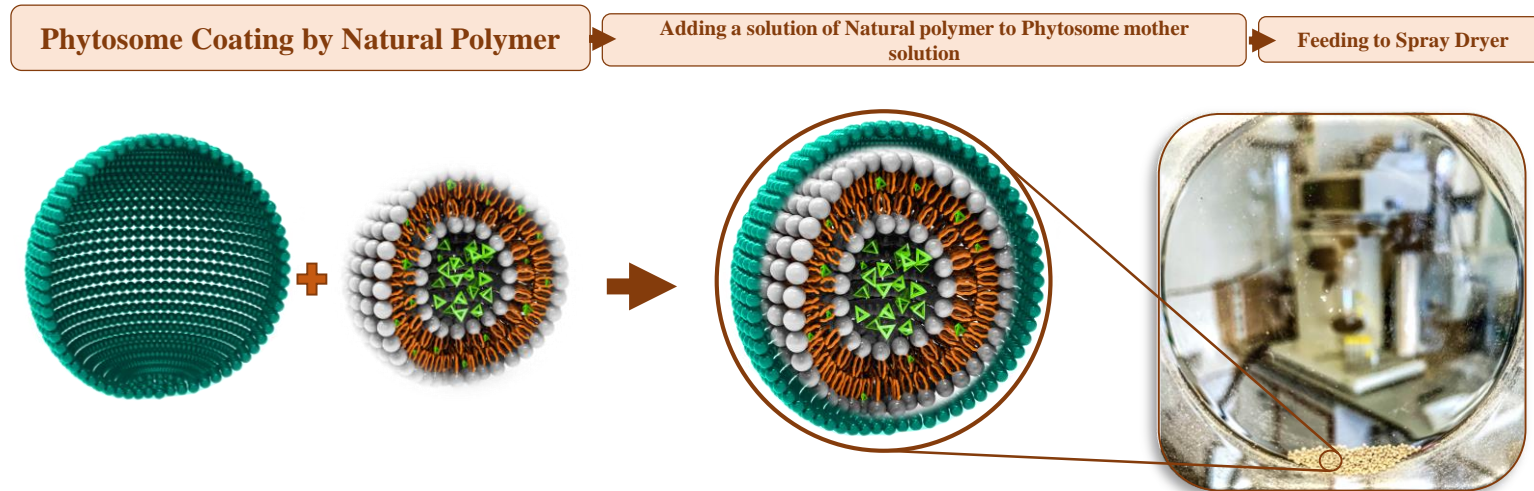 Phytosome Coating by Natural Polymer
Adding a solution of Natural polymer to Phytosome mother
solution
Feeding to Spray Dryer